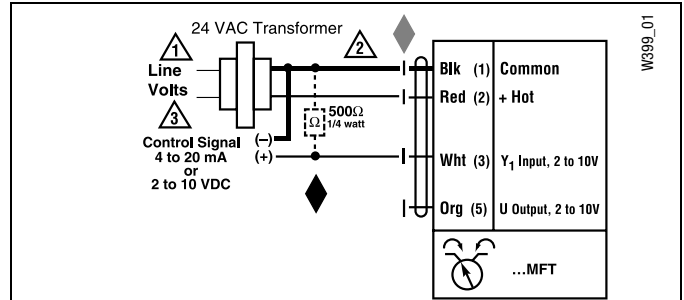 24 VAC Transformer
1
Line
Volts
2
3
Control Signal
4 to 20 mA
or
2 to 10 VDC
(–)
(+)
Ω
500Ω
1/4 watt
Blk (1) Common
Red (2) + Hot
Wht (3) Y1 Input, 2 to 10V
Org (5) U Output, 2 to 10V
...MFT
W399_01